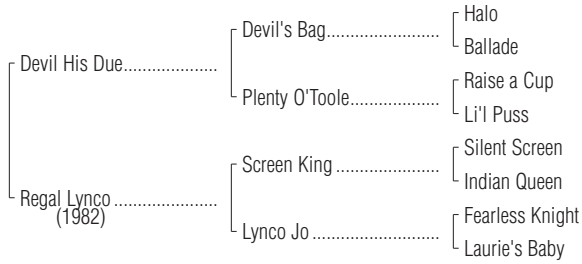 Halo
Devil's Bag
Ballade
Devil His Due
Raise a Cup
Plenty O'Toole
Li'l Puss
Silent Screen
Screen King
Indian Queen
Regal Lynco
(1982)
Fearless Knight
Lynco Jo
Laurie's Baby